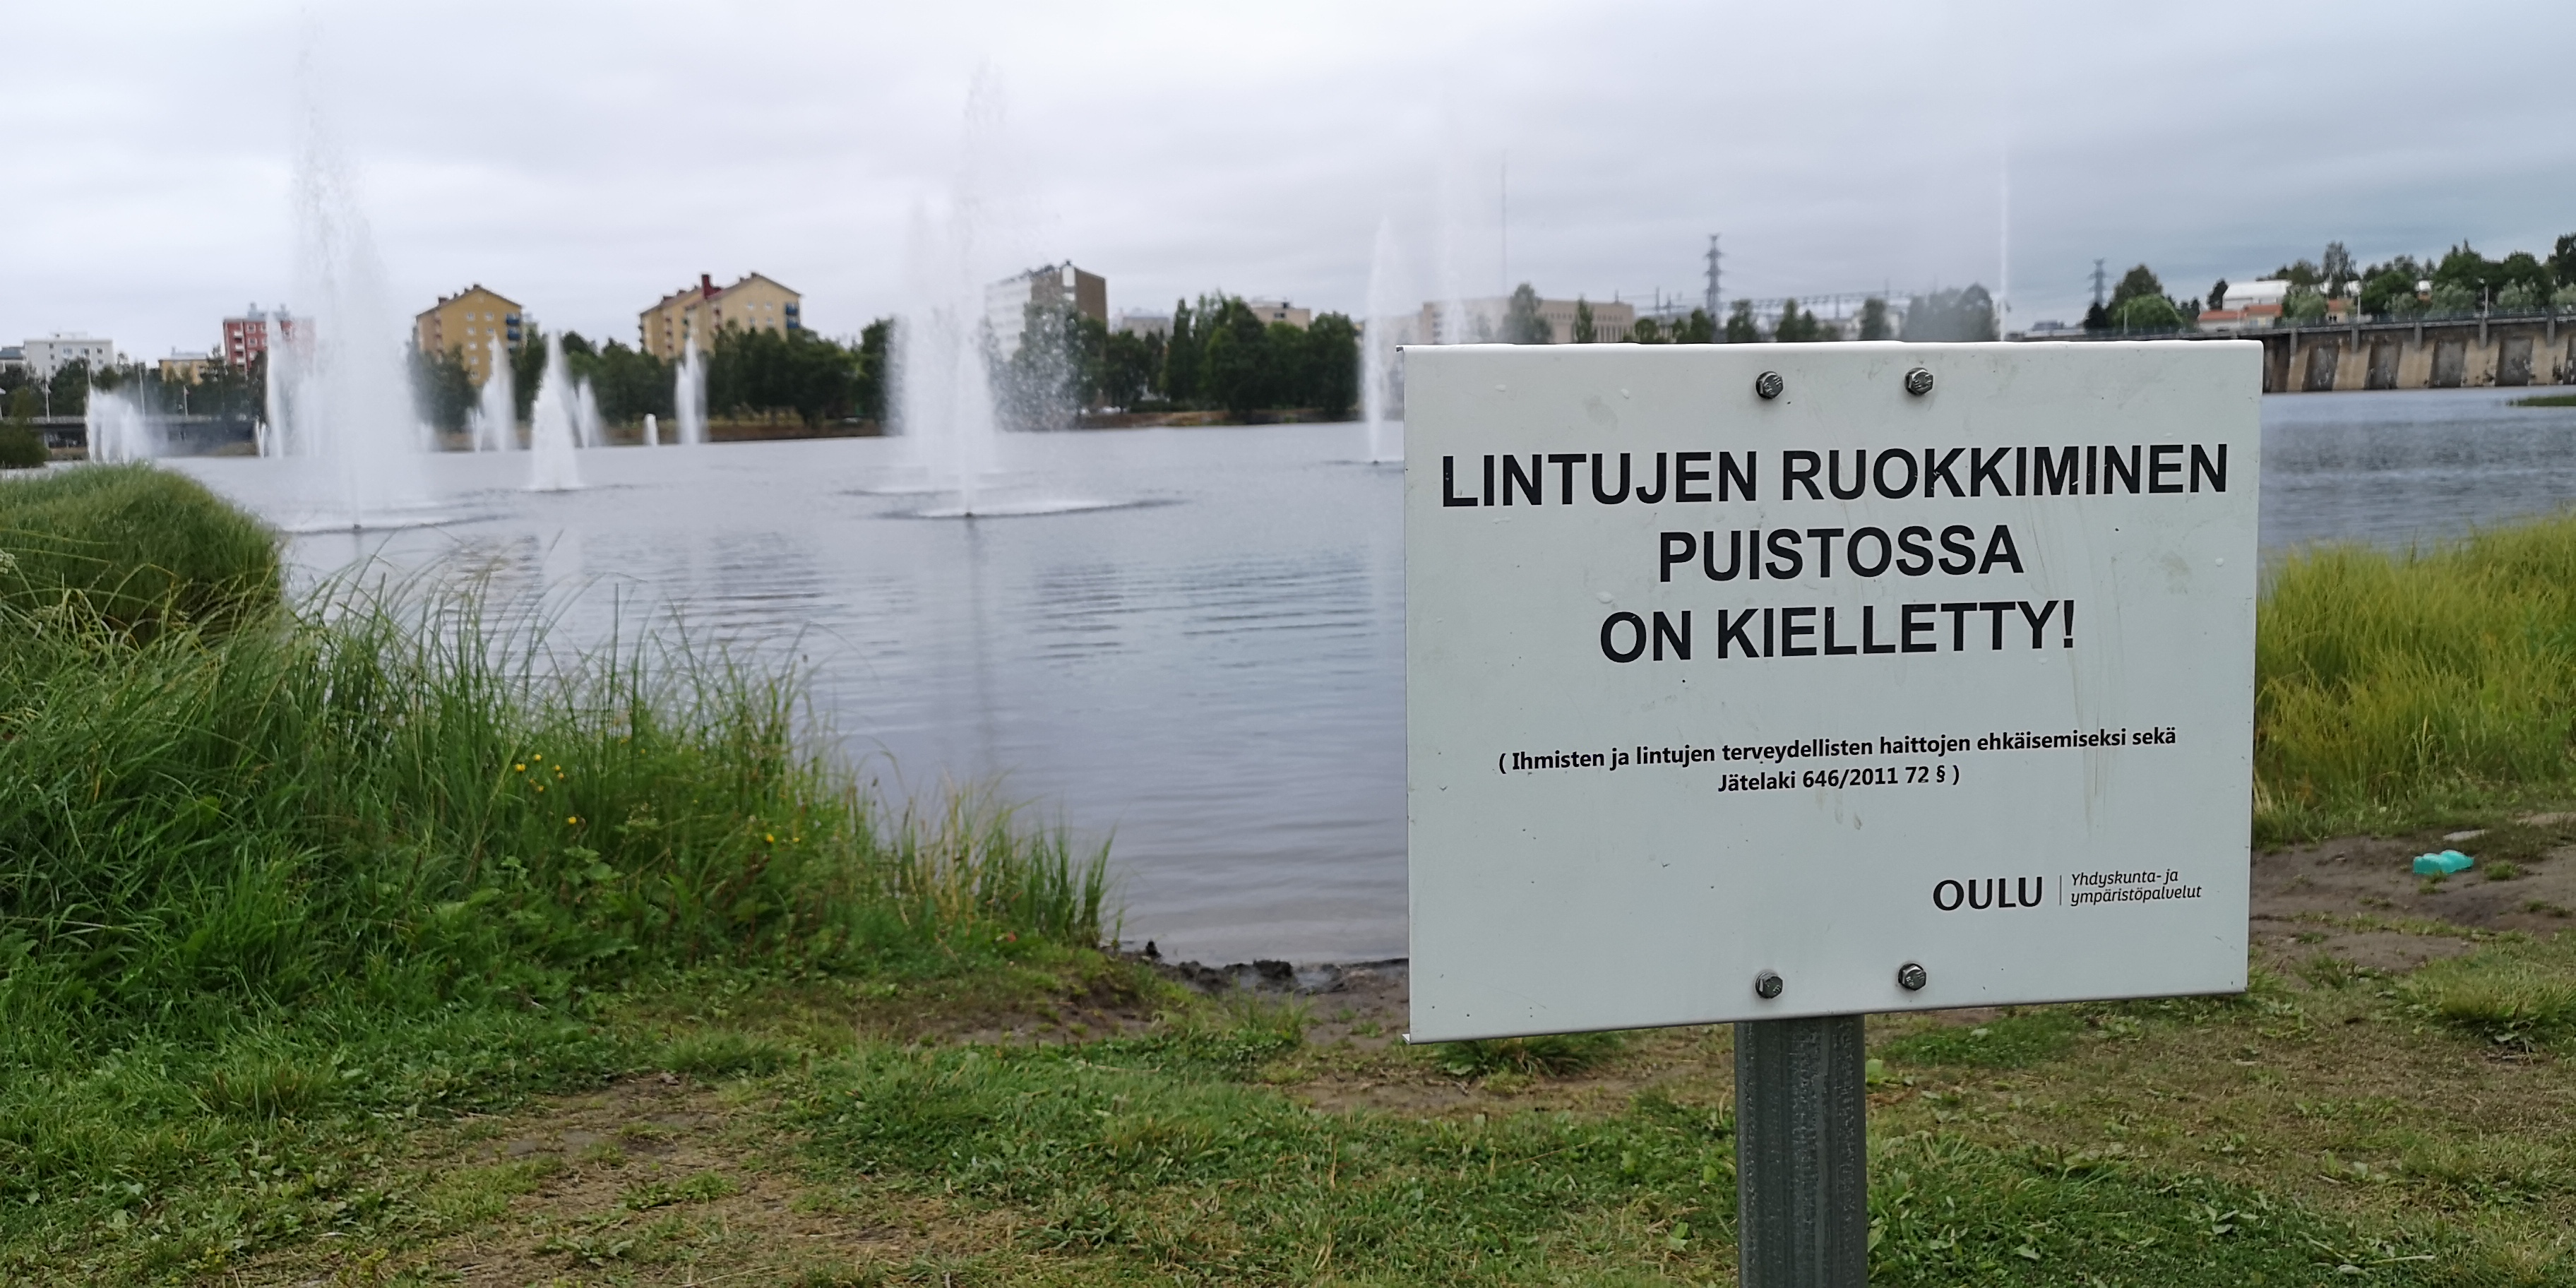 LINTUJEN RUOKKIMINEN
PUISTOSSA
ON KIELLETTY!
( Ihmisten ja lintujen terveydellisten haittojen ehkäisemiseksi sekä
Jätelaki 646/2011 72 § )
OULU
Yhdyskunta- ja
ympäristöpalvelut